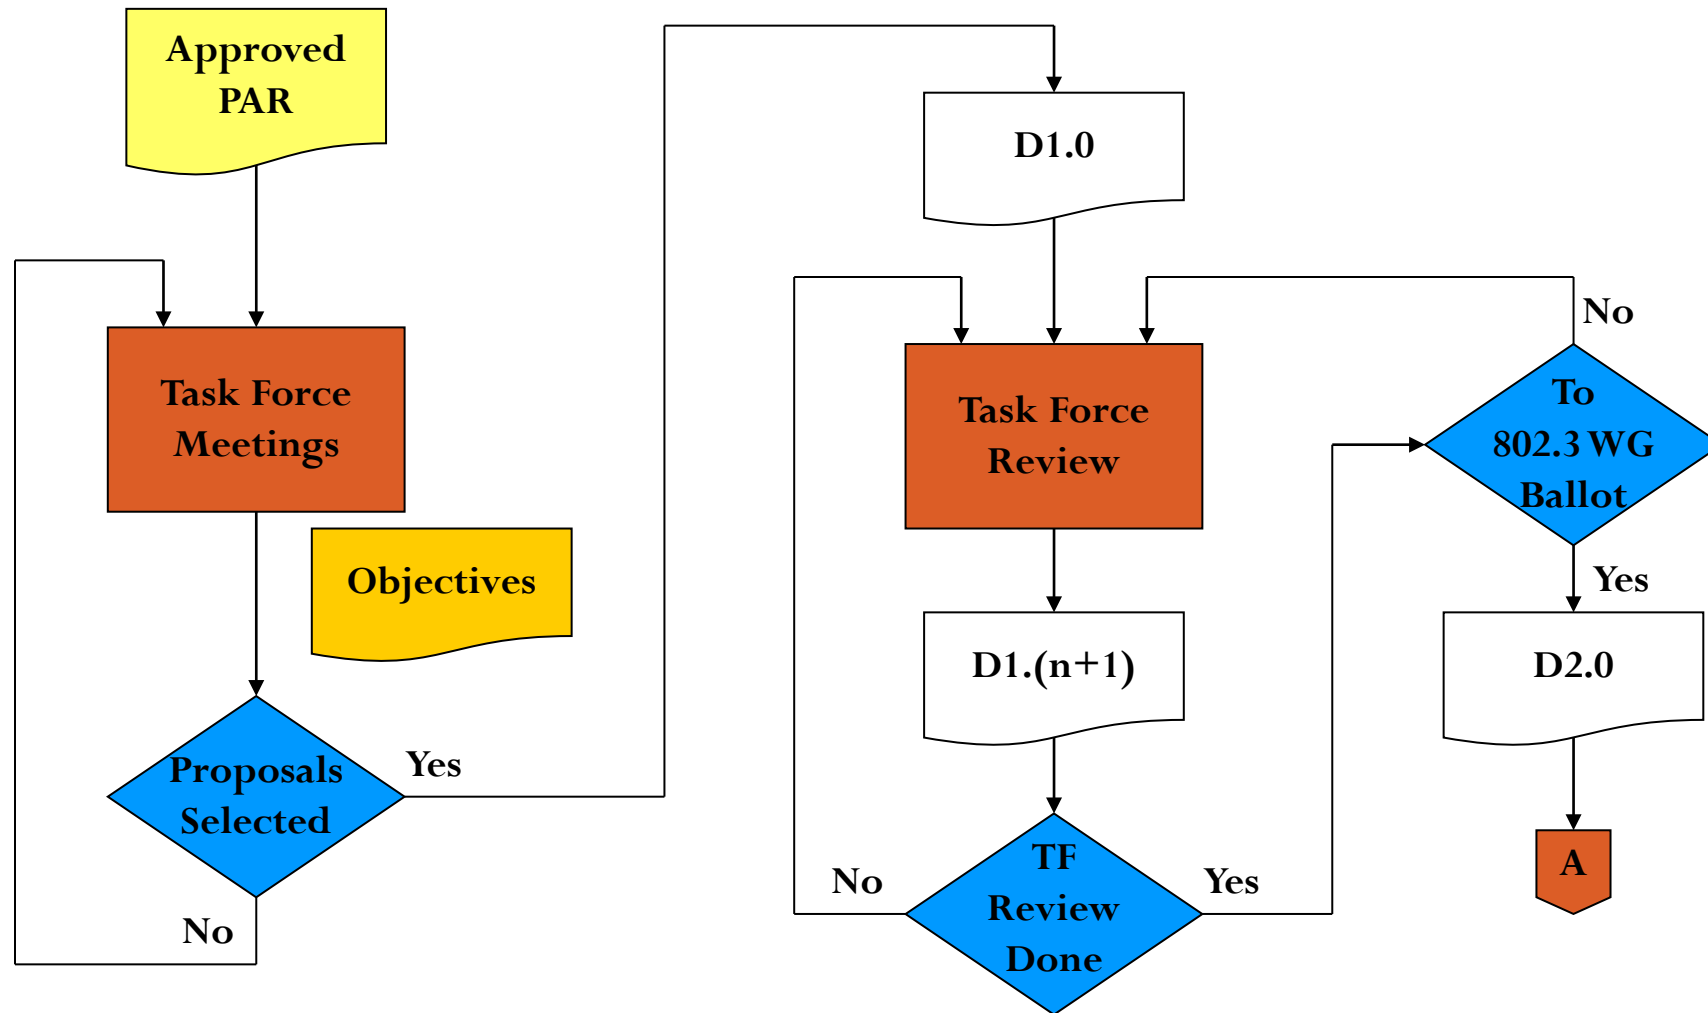 Approved
PAR
Task Force
Meetings
Objectives
Proposals
Selected
Yes
No
D1.0
Task Force
Review
D1.(n+1)
TF
Review
Done
No
Yes
To
802.3 WG
Ballot
No
Yes
D2.0
A